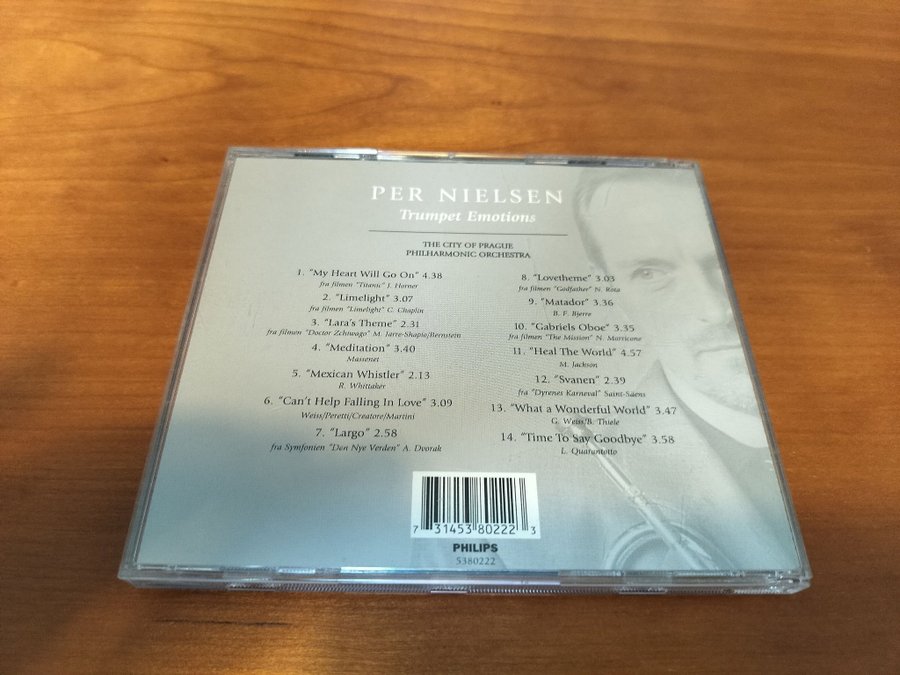 PER NIELSEN
Trumpet Emotions
THE CITY OF PRAGUE
PHILHARMONIC ORCHESTRA
1. "My Heart Will Go On" 4.38
fra filmen "Titanic" J. Horner
2. "Limelight" 3.07
fra filmen "Limelight" C. Chaplin
3. "Lara's Theme" 2.31
fra filmen "Doctor Zchiwago" M. Jarre-Shapie/Bernstein
4. "Meditation" 3.40
Massenet
5. "Mexican Whistler" 2.13
R. Whittaker
6. "Can't Help Falling In Love" 3.09
Weiss/Peretti/Creatore/Martini
7. "Largo" 2.58
fra Symfonien "Den Nye Verden" A. Dvorak
8. "Lovetheme" 3.03
fra filmen "Godfather" N. Rota
9. "Matador" 3.36
B. F. Bjerre
10. "Gabriels Oboe" 3.35
fra filmen "The Mission" N. Morricone
11. "Heal The World" 4.57
M. Jackson
12. "Svanen" 2.39
fra "Dyrenes Karneval" Saint-Säens
13. "What a Wonderful World" 3.47
G. Weiss/B. Thiele
14. "Time To Say Goodbye" 3.58
L. Quarantotto
7 31453 80222 3
PHILIPS
5380222